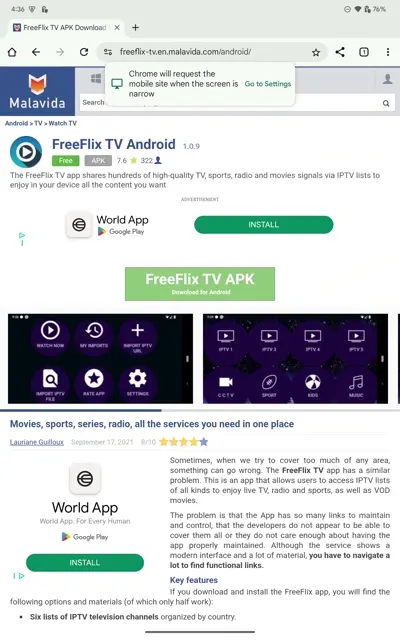 4:36
76%
FreeFlix TV APK Download
freeflix-tv.en.malavida.com/android/
1
Chrome will request the
mobile site when the screen is
narrow
Go to Settings
Malavida
Search
Android > TV > Watch TV
FreeFlix TV Android 1.0.9
Free APK 7.6 322
The FreeFlix TV app shares hundreds of high-quality TV, sports, radio and movies signals via IPTV lists to
enjoy in your device all the content you want
ADVERTISEMENT
World App
Google Play
INSTALL
FreeFlix TV APK
Download for Android
WATCH NOW
MY IMPORTS
IMPORT IPTV
URL
IMPORT IPTV
FILE
RATE APP
SETTINGS
IPTV 1
IPTV 3
IPTV 4
IPTV 5
C C T V
SPORT
KIDS
MUSIC
Movies, sports, series, radio, all the services you need in one place
Lauriane Guilloux September 17, 2021 8/10
World App
World App. For Every Human
Google Play
INSTALL
Sometimes, when we try to cover too much of any area,
something can go wrong. The FreeFlix TV app has a similar
problem. This is an app that allows users to access IPTV lists
of all kinds to enjoy live TV, radio and sports, as well as VOD
movies.
The problem is that the App has so many links to maintain
and control, that the developers do not appear to be able to
cover them all or they do not care enough about having the
app properly maintained. Although the service shows a
modern interface and a lot of material, you have to navigate a
lot to find functional links.
Key features
If you download and install the FreeFlix app, you will find the
following options and materials (of which only half work):
• Six lists of IPTV television channels organized by country.